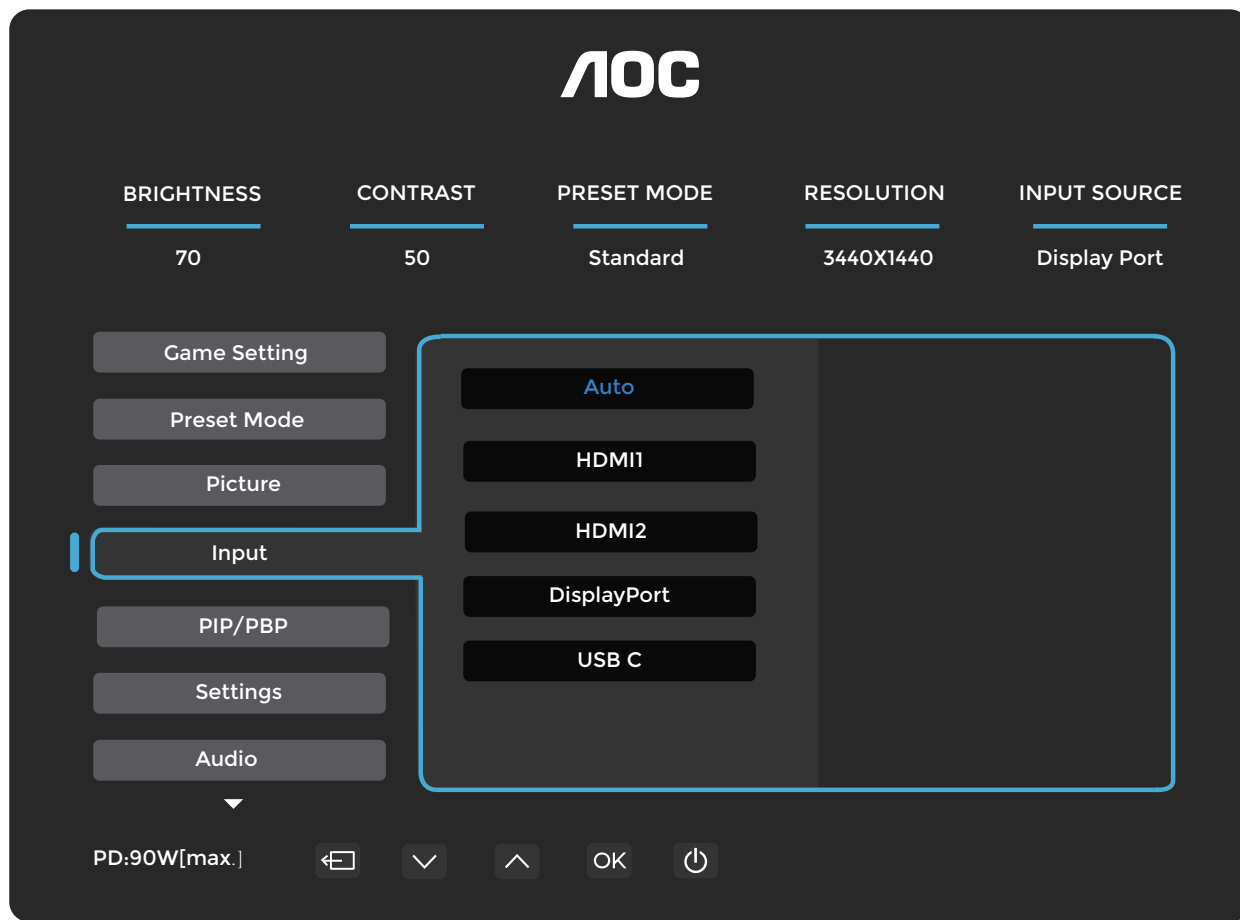 AOC
BRIGHTNESS CONTRAST PRESET MODE RESOLUTION INPUT SOURCE
70 50 Standard 3440X1440 Display Port
Game Setting
Preset Mode
Picture
Input
PIP/PBP
Settings
Audio
Auto
HDMI1
HDMI2
DisplayPort
USB C
PD:90W[max.] OK